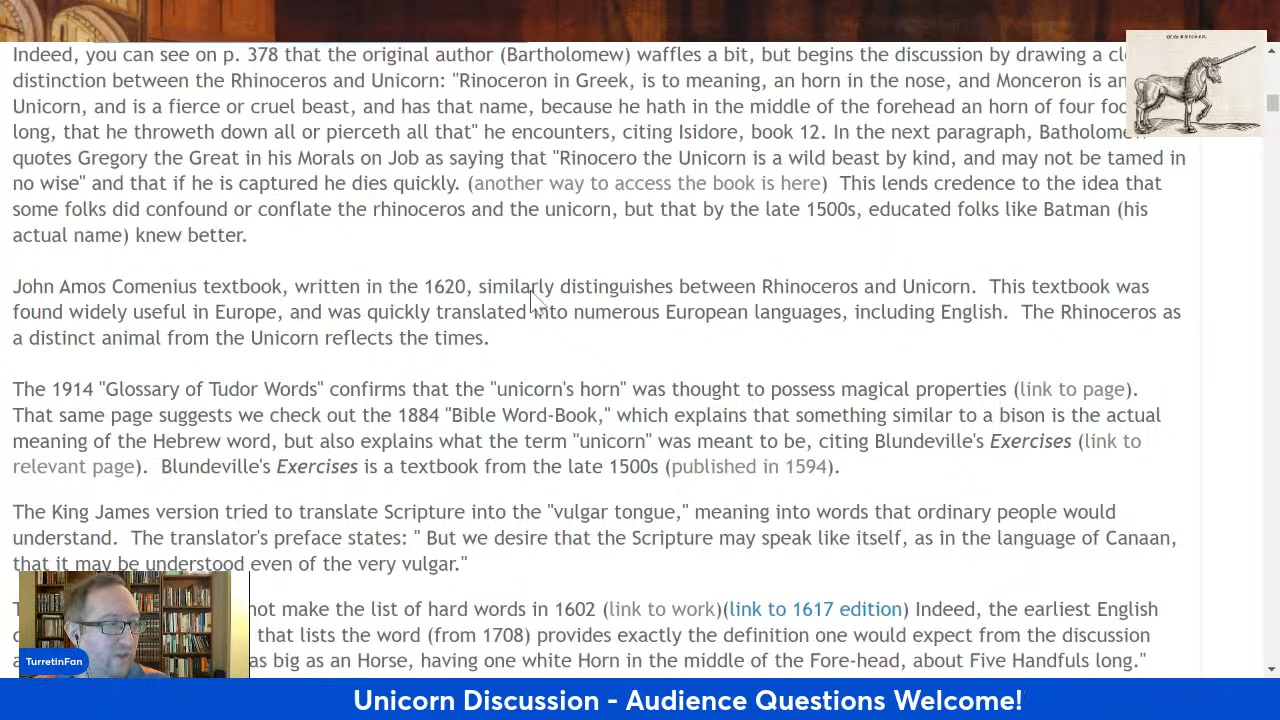 OF the UNICORN.
Indeed, you can see on p. 378 that the original author (Bartholomew) waffles a bit, but begins the discussion by drawing a
distinction between the Rhinoceros and Unicorn: "Rinoceron in Greek, is to meaning, an horn in the nose, and Monceron is
Unicorn, and is a fierce or cruel beast, and has that name, because he hath in the middle of the forehead an horn of four
long, that he throweth down all or pierceth all that" he encounters, citing Isidore, book 12. In the next paragraph,
quotes Gregory the Great in his Morals on Job as saying that "Rinocero the Unicorn is a wild beast by kind, and may not be tamed in
no wise" and that if he is captured he dies quickly. (another way to access the book is here) This lends credence to the idea that
some folks did confound or conflate the rhinoceros and the unicorn, but that by the late 1500s, educated folks like Batman (his
actual name) knew better.
John Amos Comenius textbook, written in the 1620, similarly distinguishes between Rhinoceros and Unicorn. This textbook was
found widely useful in Europe, and was quickly translated into numerous European languages, including English. The Rhinoceros as
a distinct animal from the Unicorn reflects the times.
The 1914 "Glossary of Tudor Words" confirms that the "unicorn's horn" was thought to possess magical properties (link to page).
That same page suggests we check out the 1884 "Bible Word-Book," which explains that something similar to a bison is the actual
meaning of the Hebrew word, but also explains what the term "unicorn" was meant to be, citing Blundeville's Exercises (link to
relevant page). Blundeville's Exercises is a textbook from the late 1500s (published in 1594).
The King James version tried to translate Scripture into the "vulgar tongue," meaning into words that ordinary people would
understand. The translator's preface states: " But we desire that the Scripture may speak like itself, as in the language of Canaan,
that it may be understood even of the very vulgar."
not make the list of hard words in 1602 (link to work)(link to 1617 edition) Indeed, the earliest English
that lists the word (from 1708) provides exactly the definition one would expect from the discussion
as big as an Horse, having one white Horn in the middle of the Fore-head, about Five Handfuls long."
TurretinFan
Unicorn Discussion - Audience Questions Welcome!